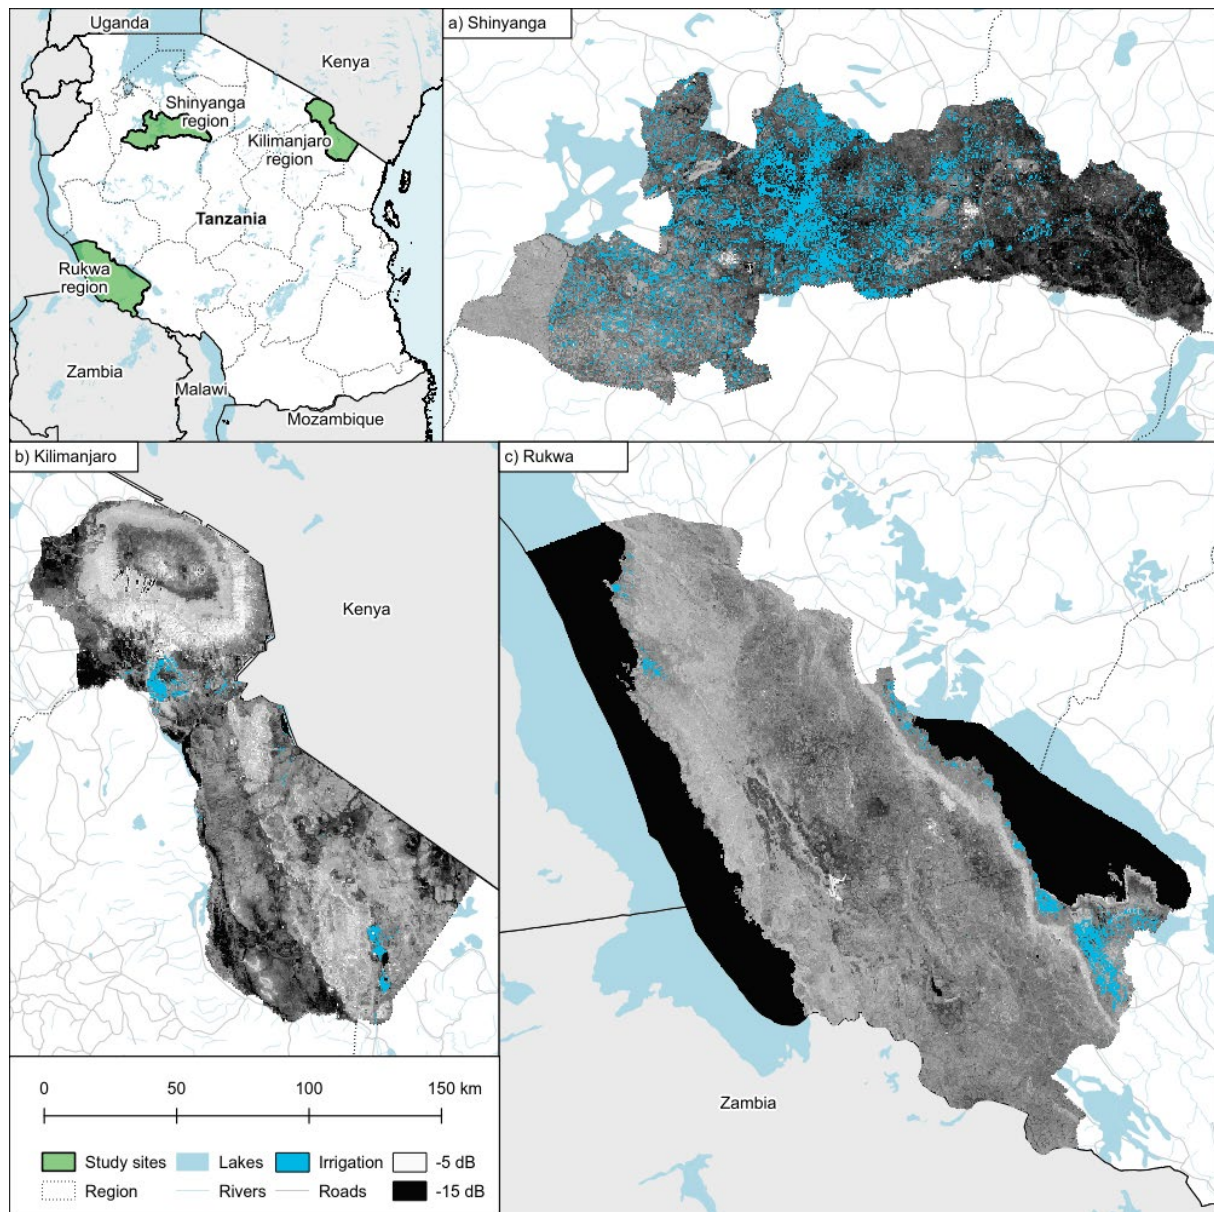 Uganda
Kenya
Shinyanga
region
Kilimanjaro
region
Tanzania
Rukwa
region
Zambia
Malawi
Mozambique
a) Shinyanga
b) Kilimanjaro
Kenya
c) Rukwa
Zambia
0 50 100 150 km
Study sites Lakes Irrigation -5 dB
Region Rivers Roads -15 dB